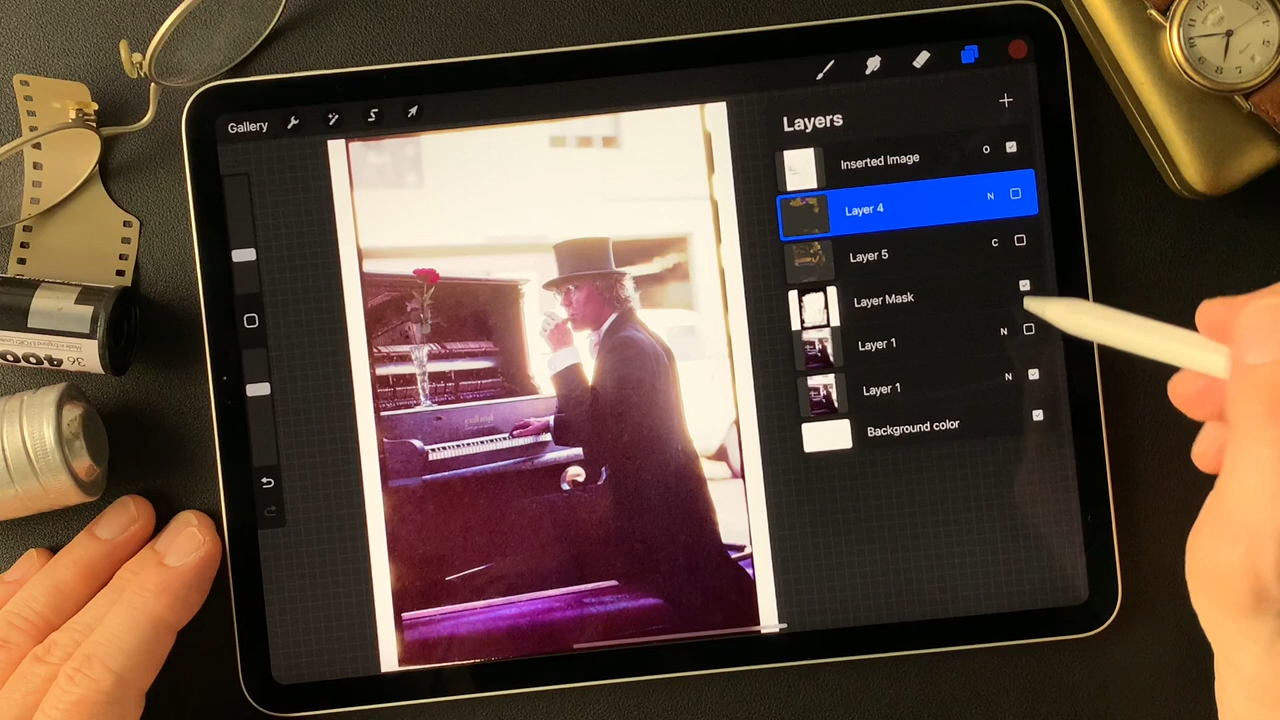 Gallery
Layers
Inserted Image O
Layer 4 N
Layer 5 C
Layer Mask
Layer 1 N
Layer 1 N
Background color
36
400